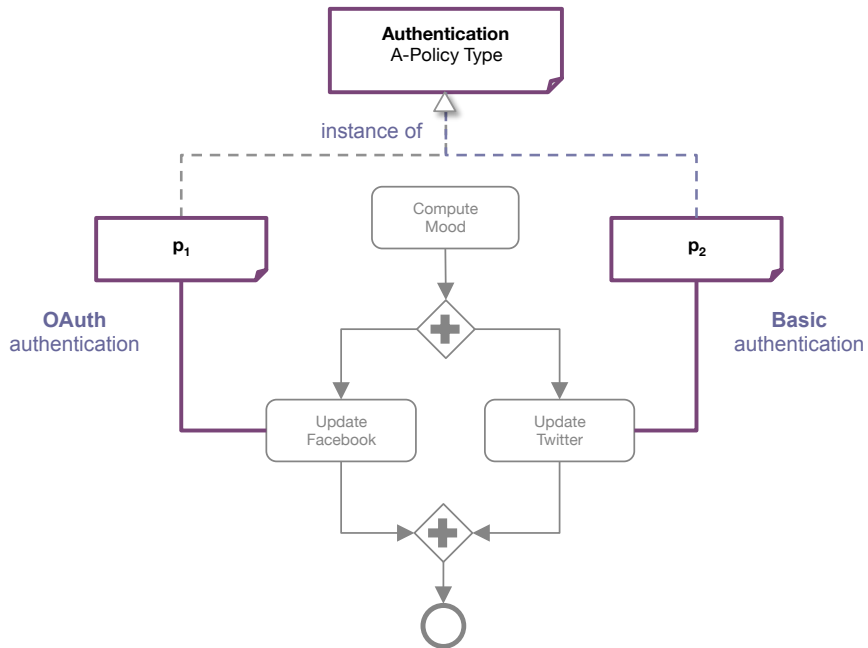 Authentication
A-Policy Type
instance of
Compute
Mood
p₁
p₂
OAuth
authentication
Basic
authentication
Update
Facebook
Update
Twitter